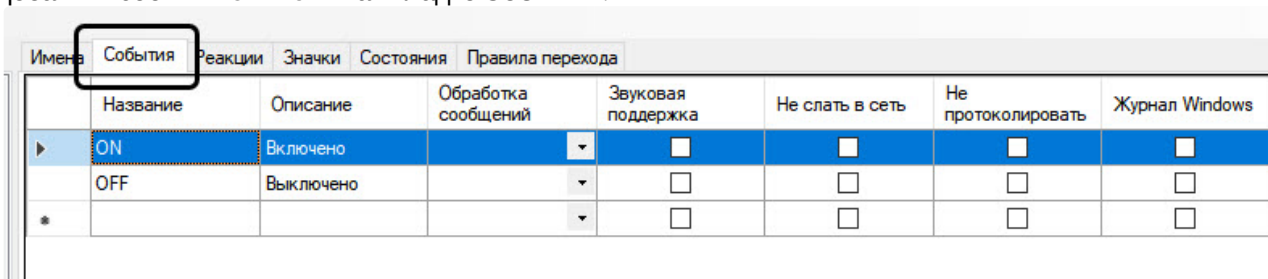 Имена События Реакции Значки Состояния Правила перехода
Название Описание Обработка сообщений Звуковая поддержка Не слать в сеть Не протоколировать Журнал Windows
ON Включено
OFF Выключено